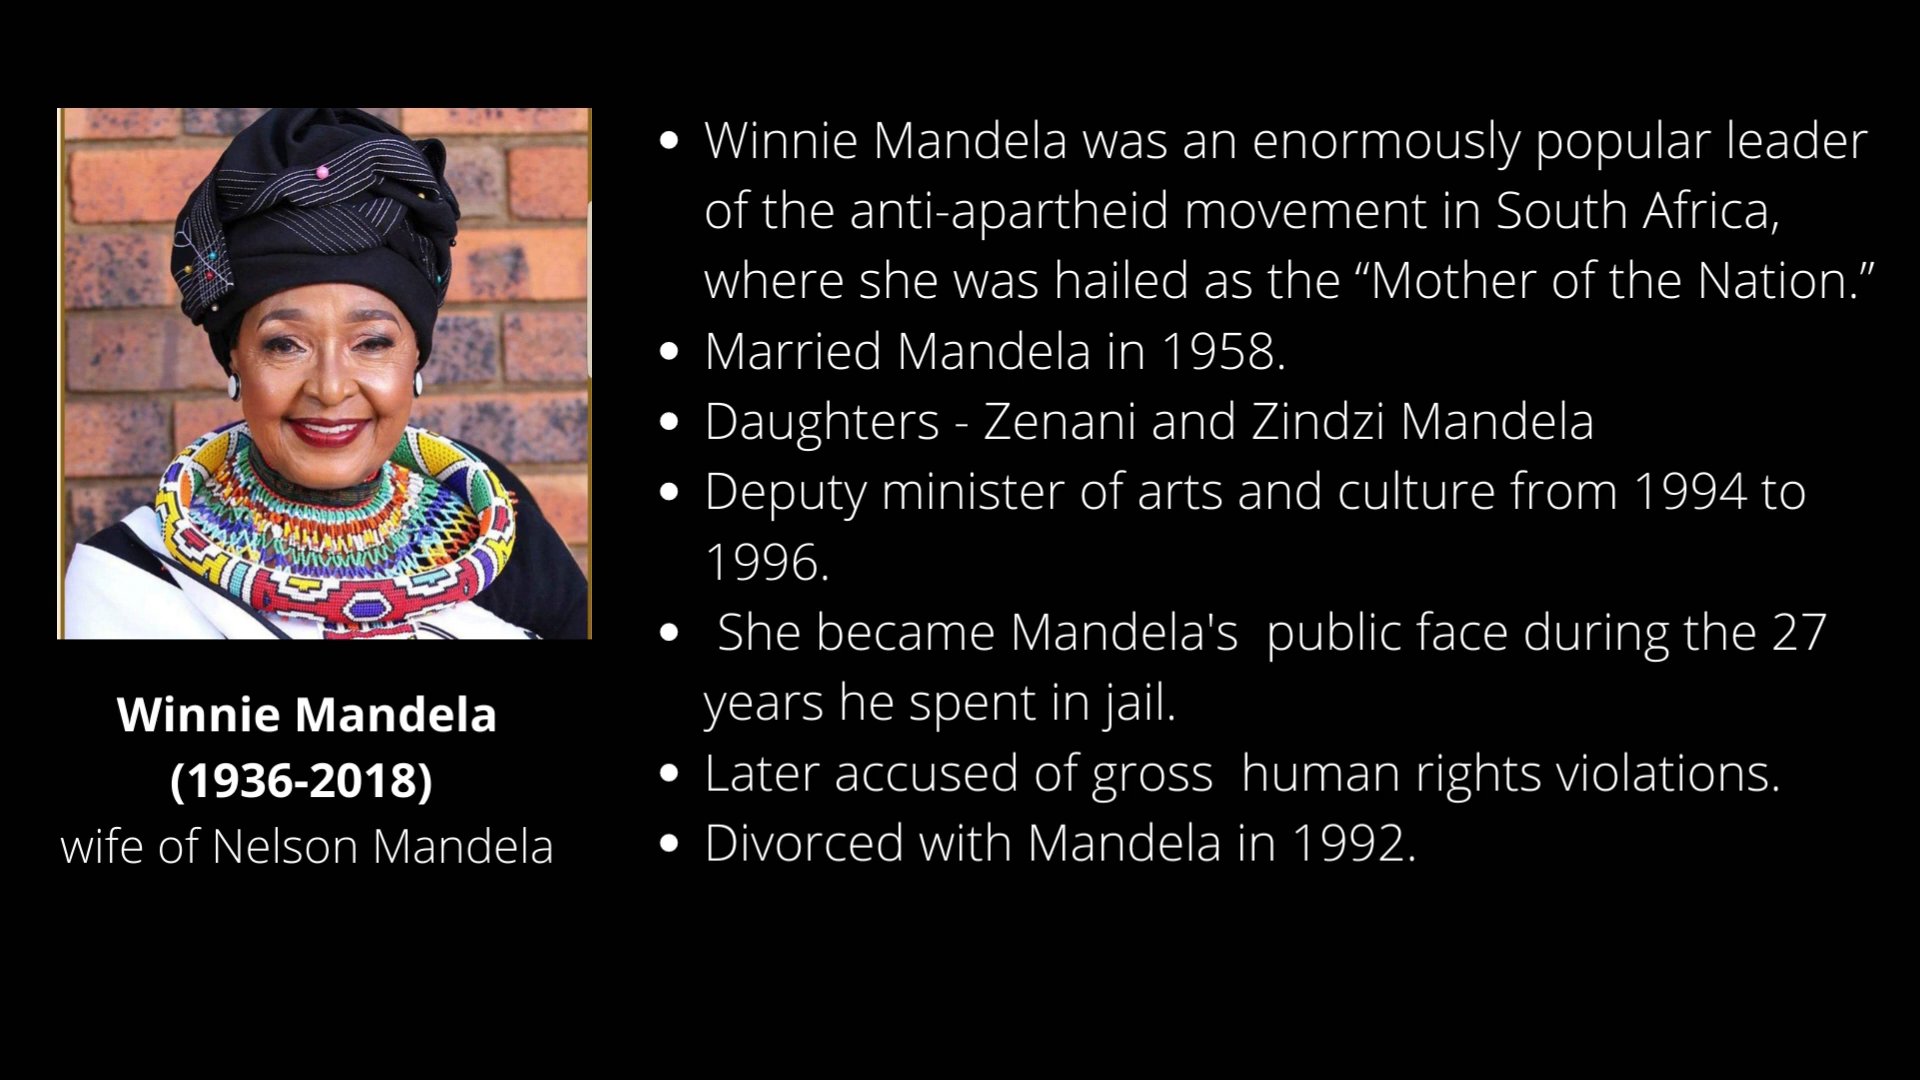 Winnie Mandela
(1936-2018)
wife of Nelson Mandela
• Winnie Mandela was an enormously popular leader
of the anti-apartheid movement in South Africa,
where she was hailed as the “Mother of the Nation.”
• Married Mandela in 1958.
• Daughters - Zenani and Zindzi Mandela
• Deputy minister of arts and culture from 1994 to
1996.
• She became Mandela's  public face during the 27
years he spent in jail.
• Later accused of gross  human rights violations.
• Divorced with Mandela in 1992.